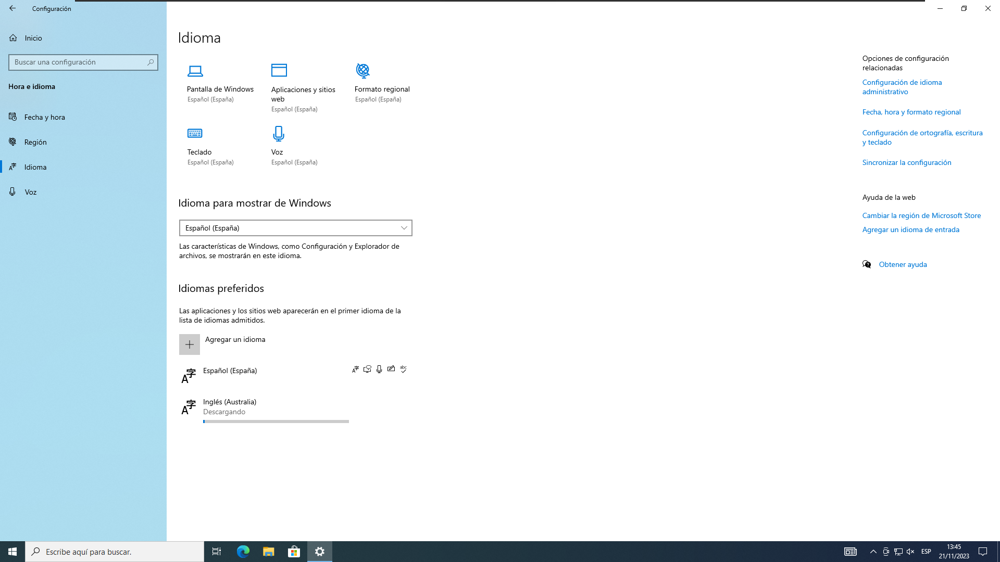 Configuración
Inicio
Buscar una configuración
Hora e idioma
Fecha y hora
Región
Idioma
Voz
Idioma
Pantalla de Windows
Español (España)
Aplicaciones y sitios
web
Español (España)
Formato regional
Español (España)
Teclado
Español (España)
Voz
Español (España)
Idioma para mostrar de Windows
Español (España)
Las características de Windows, como Configuración y Explorador de
archivos, se mostrarán en este idioma.
Idiomas preferidos
Las aplicaciones y los sitios web aparecerán en el primer idioma de la
lista de idiomas admitidos.
Agregar un idioma
Español (España)
Inglés (Australia)
Descargando
Opciones de configuración
relacionadas
Configuración de idioma
administrativo
Fecha, hora y formato regional
Configuración de ortografía, escritura
y teclado
Sincronizar la configuración
Ayuda de la web
Cambiar la región de Microsoft Store
Agregar un idioma de entrada
Obtener ayuda
Escribe aquí para buscar.
ESP
13:45
21/11/2023